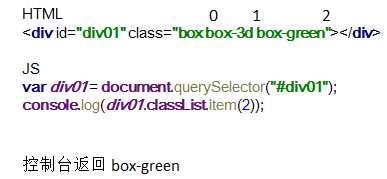 HTML 0 1 2
<div id="div01" class="box box-3d box-green"></div>
JS
var div01 = document.querySelector("#div01");
console.log(div01.classList.item(2));
控制台返回 box-green